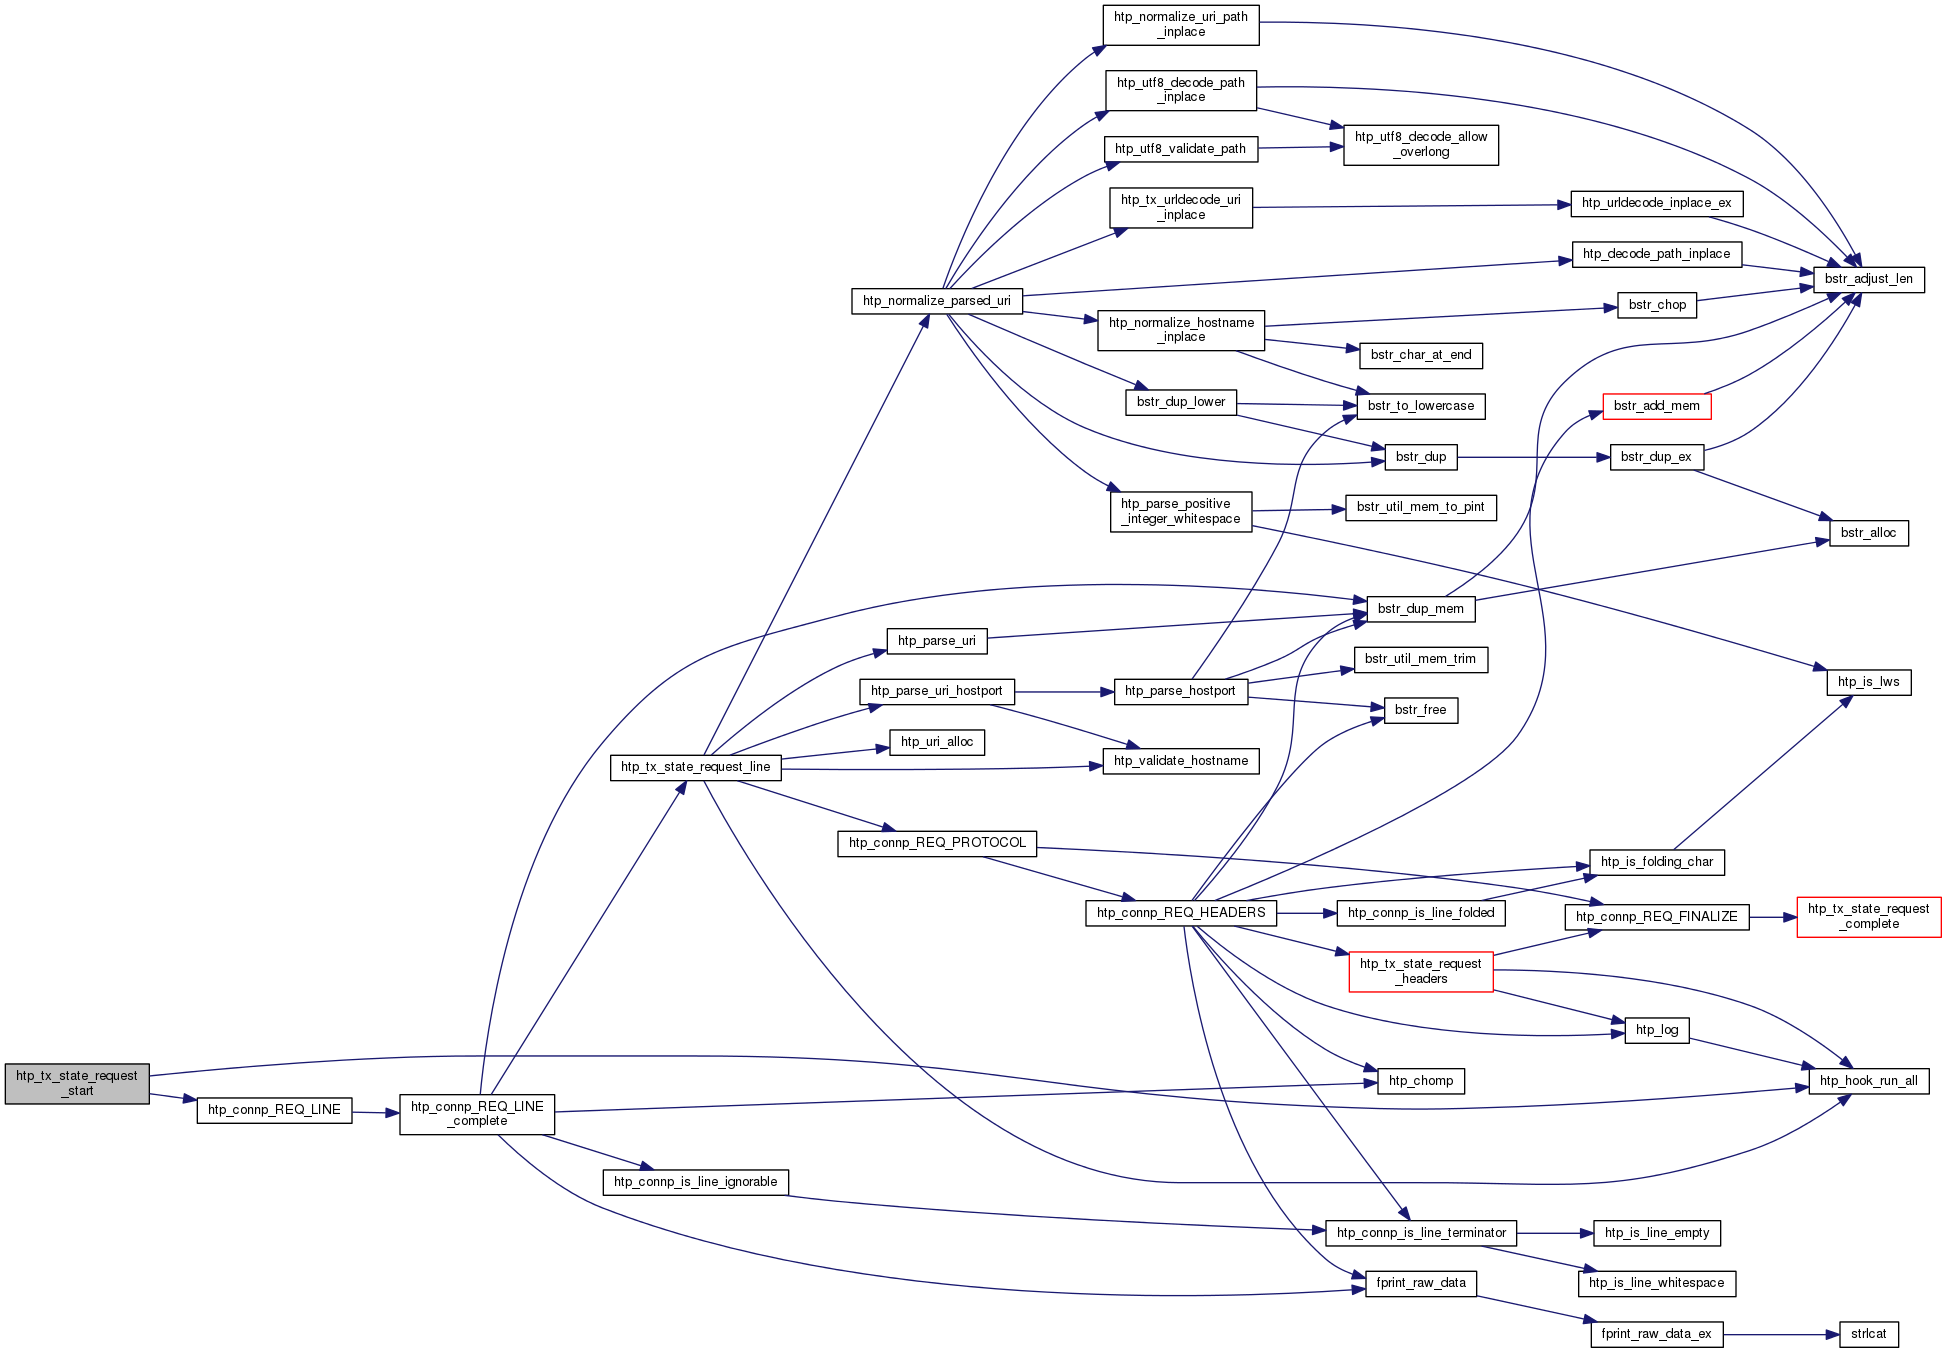 htp_normalize_uri_path
_inplace
htp_utf8_decode_path
_inplace
htp_utf8_decode_allow
_overlong
htp_utf8_validate_path
htp_tx_urldecode_uri
_inplace
htp_urldecode_inplace_ex
htp_decode_path_inplace
bstr_adjust_len
htp_normalize_parsed_uri
bstr_chop
htp_normalize_hostname
_inplace
bstr_char_at_end
bstr_dup_lower
bstr_to_lowercase
bstr_add_mem
bstr_dup
bstr_dup_ex
htp_parse_positive
_integer_whitespace
bstr_util_mem_to_pint
bstr_alloc
bstr_dup_mem
htp_parse_uri
bstr_util_mem_trim
htp_is_lws
htp_parse_uri_hostport
htp_parse_hostport
bstr_free
htp_uri_alloc
htp_validate_hostname
htp_tx_state_request_line
htp_connp_REQ_PROTOCOL
htp_is_folding_char
htp_connp_REQ_HEADERS
htp_connp_is_line_folded
htp_connp_REQ_FINALIZE
htp_tx_state_request
_complete
htp_tx_state_request
_headers
htp_log
htp_tx_state_request
_start
htp_chomp
htp_hook_run_all
htp_connp_REQ_LINE
htp_connp_REQ_LINE
_complete
htp_connp_is_line_ignorable
htp_connp_is_line_terminator
htp_is_line_empty
fprint_raw_data
htp_is_line_whitespace
fprint_raw_data_ex
strlcat